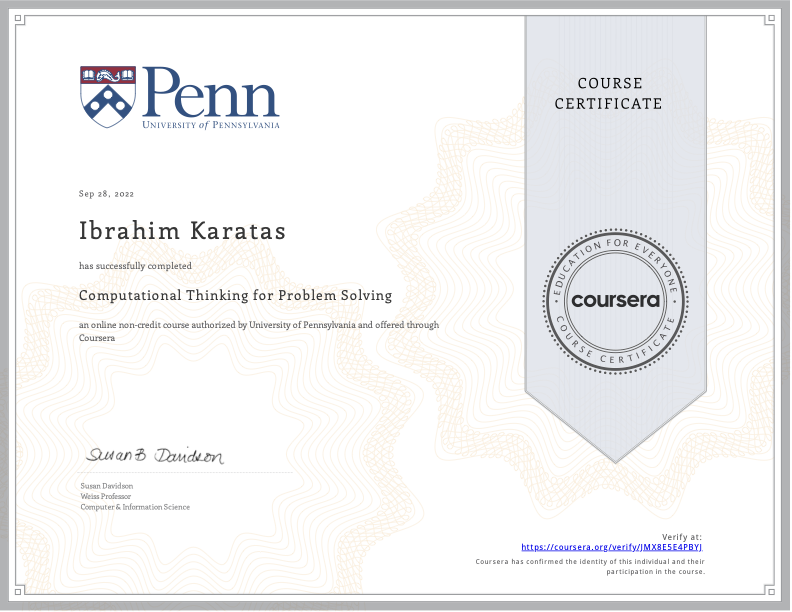 Penn
UNIVERSITY of PENNSYLVANIA
COURSE
CERTIFICATE
Sep 28, 2022
Ibrahim Karatas
has successfully completed
Computational Thinking for Problem Solving
an online non-credit course authorized by University of Pennsylvania and offered through
Coursera
EDUCATION FOR EVERYONE
coursera
COURSE CERTIFICATE
Susan B Davidson
Susan Davidson
Weiss Professor
Computer & Information Science
Verify at:
https://coursera.org/verify/JMX8E5E4PBYJ
Coursera has confirmed the identity of this individual and their
participation in the course.